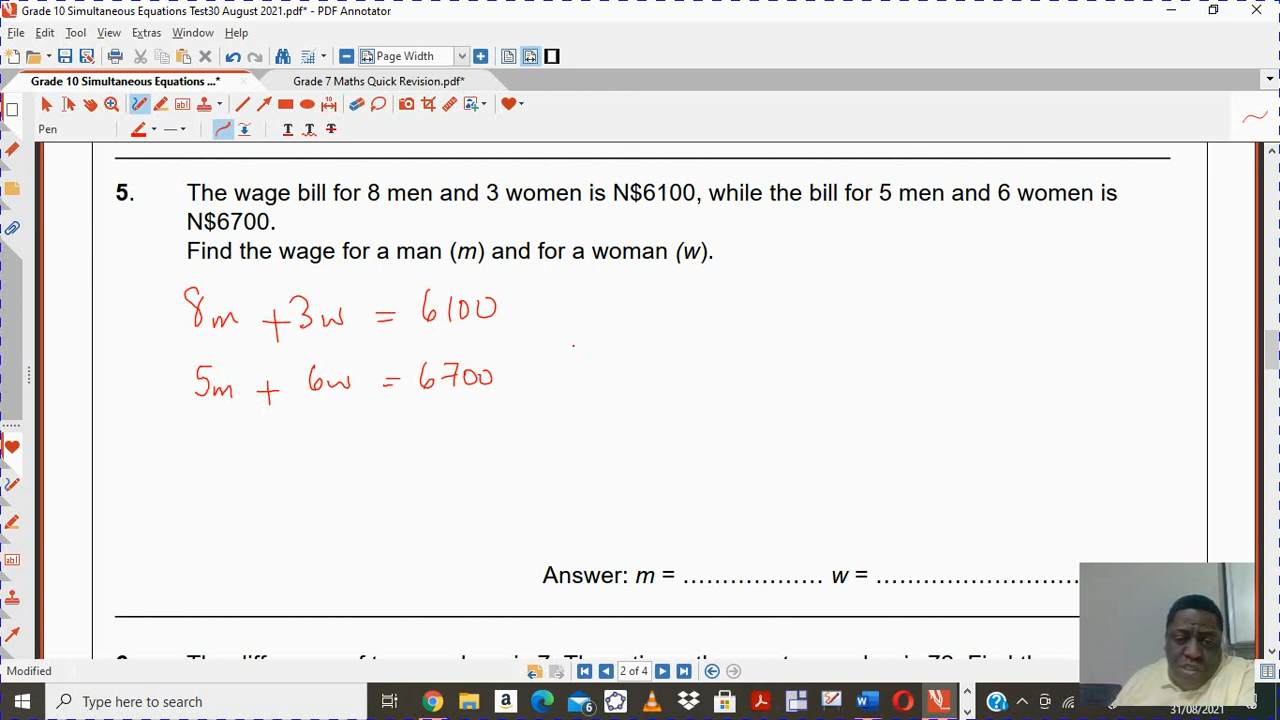 Grade 10 Simultaneous Equations Test30 August 2021.pdf* - PDF Annotator
File Edit Tool View Extras Window Help
Page Width
Grade 10 Simultaneous Equations ...* Grade 7 Maths Quick Revision.pdf*
Pen
5. The wage bill for 8 men and 3 women is N$6100, while the bill for 5 men and 6 women is
N$6700.
Find the wage for a man (m) and for a woman (w).
8m + 3w = 6100
5m + 6w = 6700
Answer: m = .................. w = ..........................
Modified 2 of 4
Type here to search
6
31/08/2021